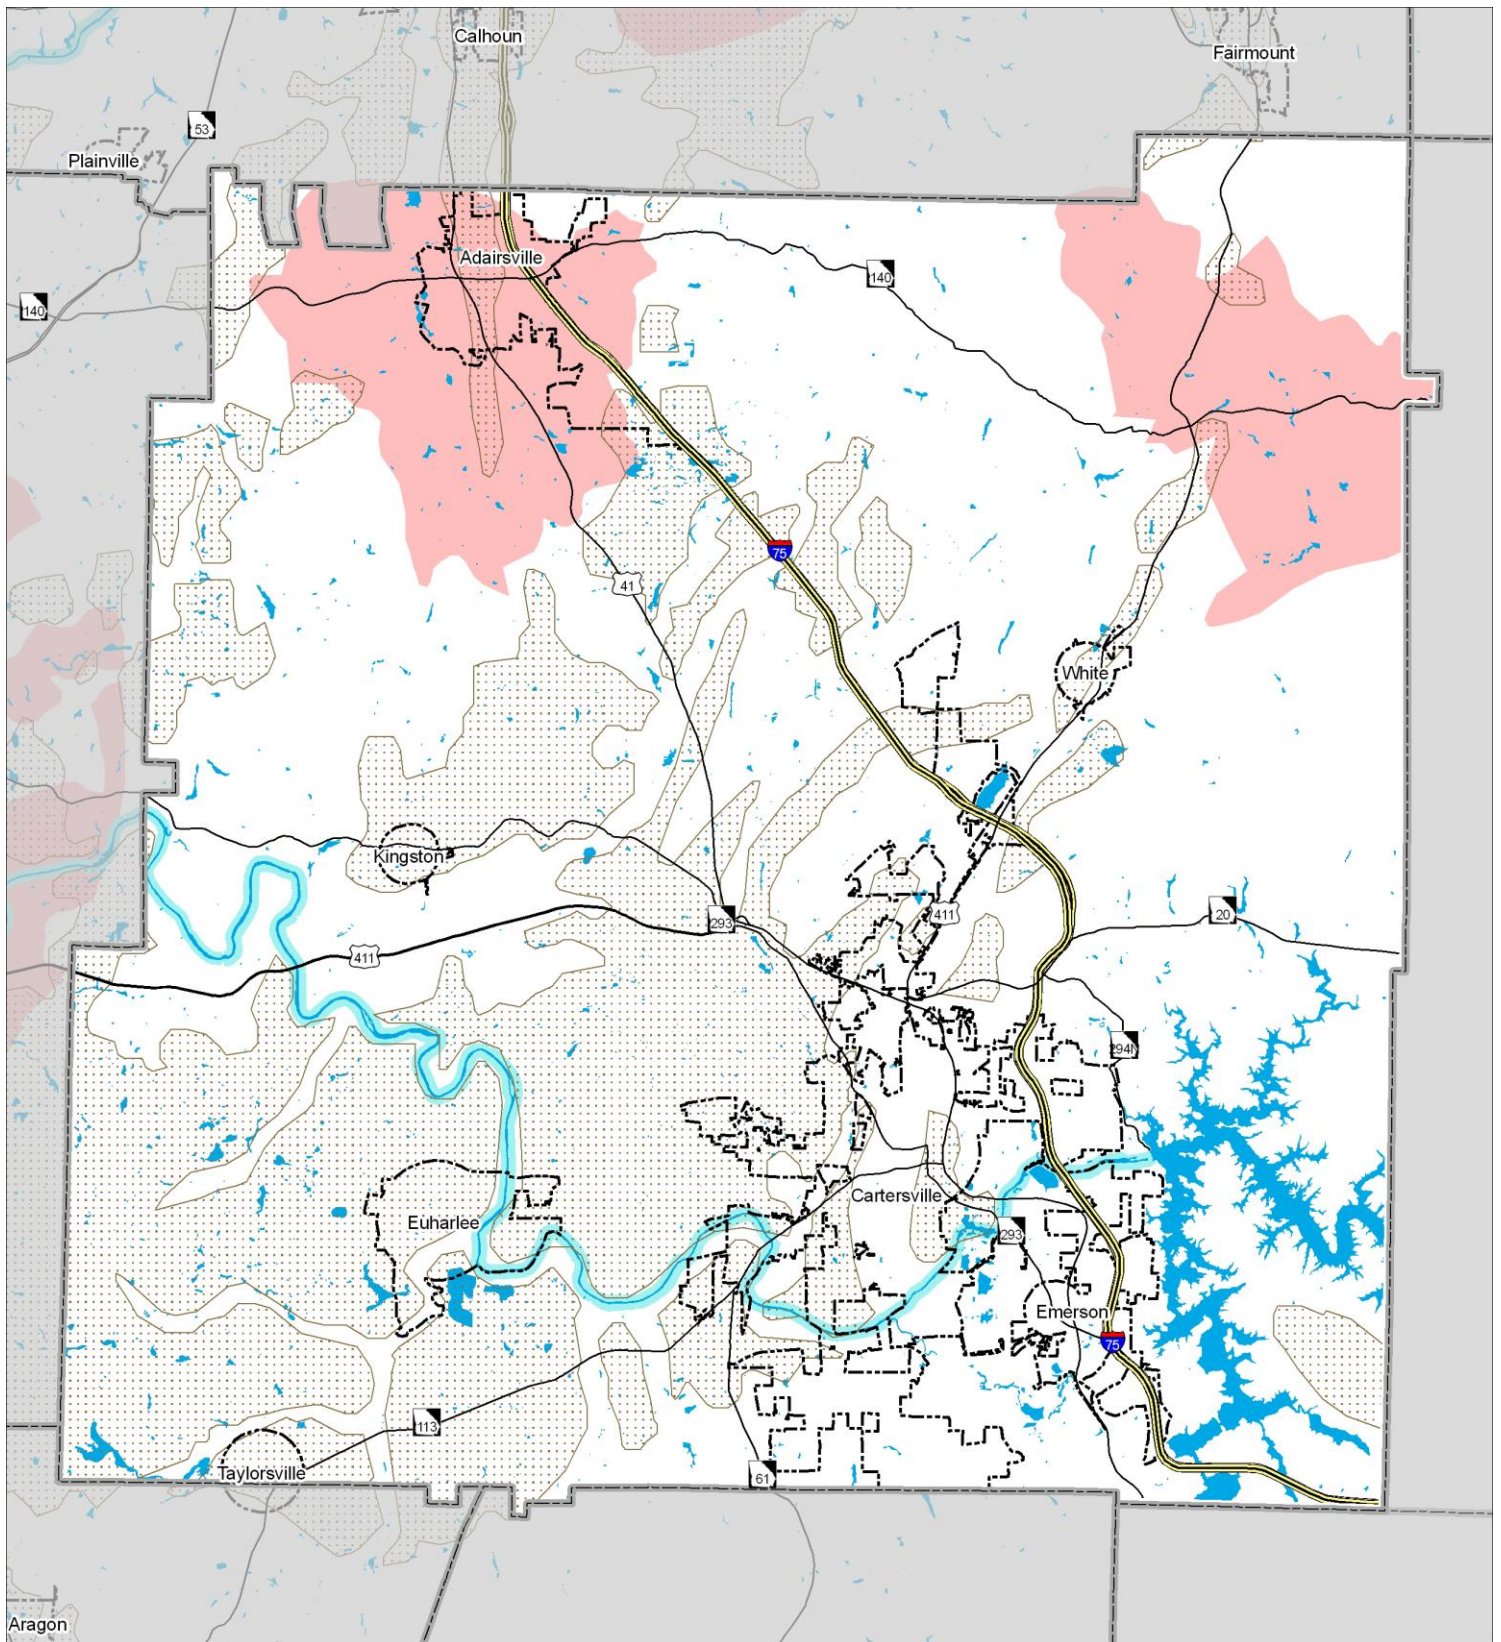 Calhoun
Fairmount
53
Plainville
Adairsville
140
140
75
41
White
Kingston
293
411
20
411
294N
Cartersville
Euharlee
293
Emerson
75
113
Taylorsville
61
Aragon